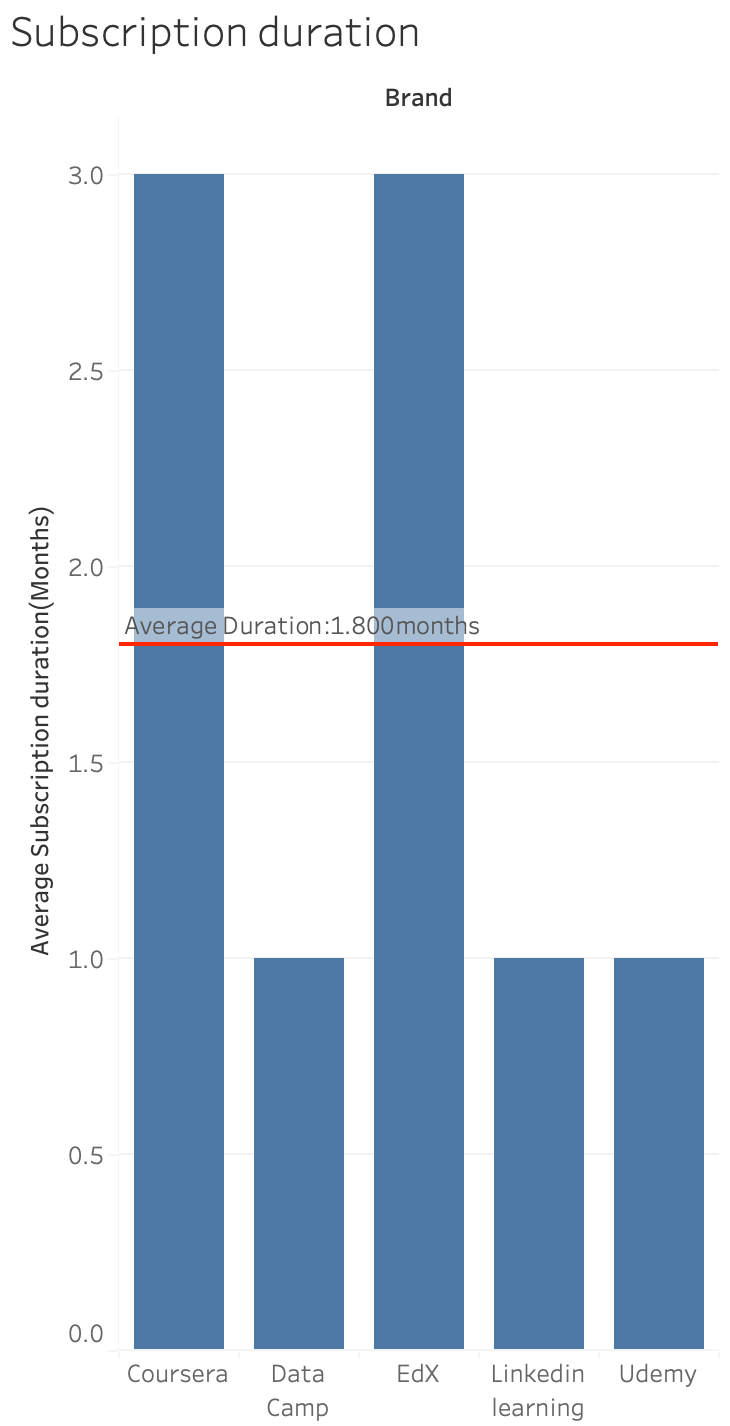 Subscription duration
Brand
3.0
2.5
2.0
Average Duration:1.800months
1.5
1.0
0.5
0.0
Average Subscription duration(Months)
Coursera
Data
Camp
EdX
Linkedin
learning
Udemy